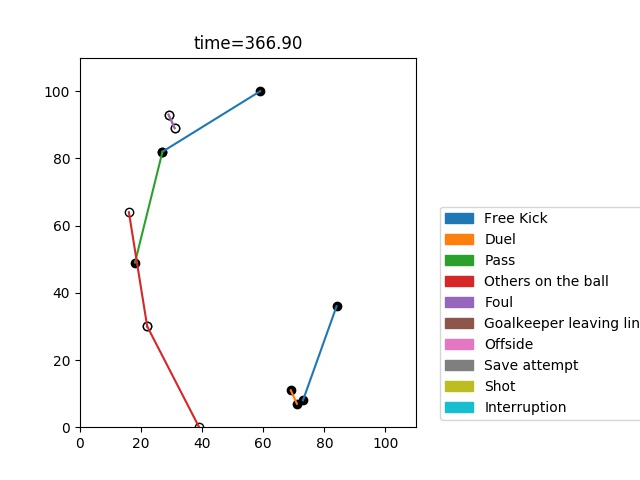 time=366.90
100
80
60
40
20
0
0 20 40 60 80 100
Free Kick
Duel
Pass
Others on the ball
Foul
Goalkeeper leaving lin
Offside
Save attempt
Shot
Interruption